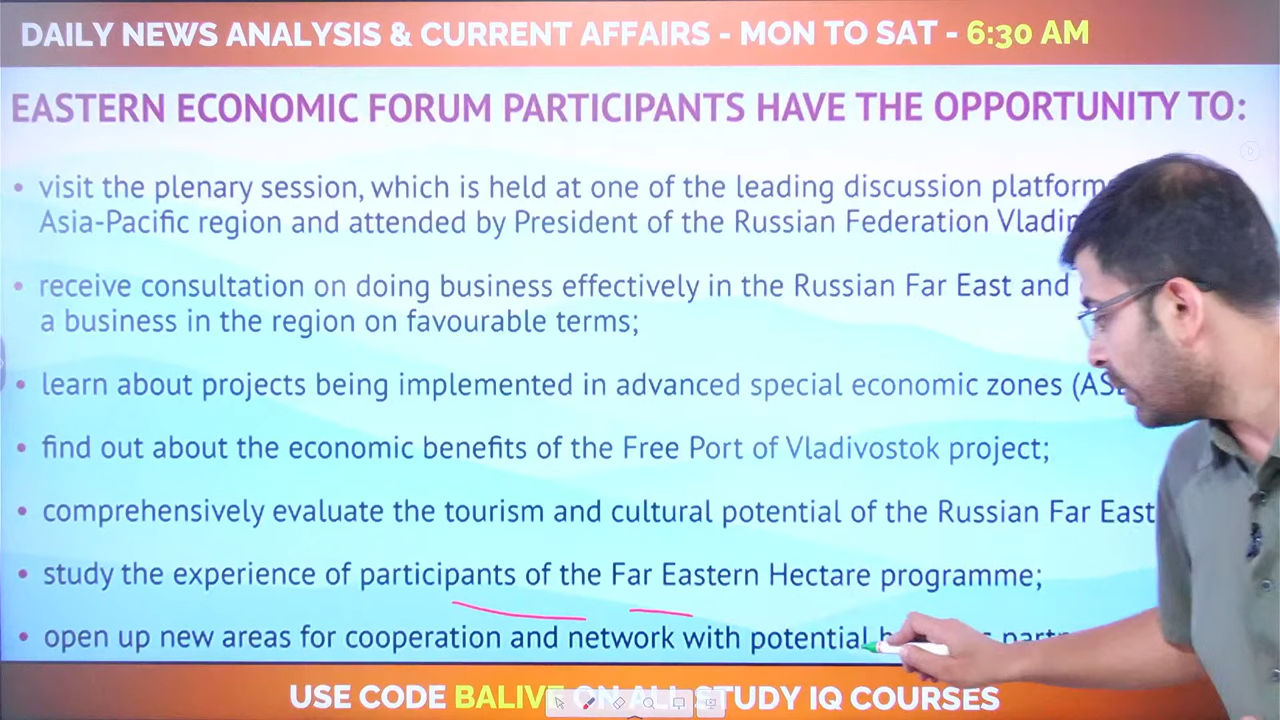 DAILY NEWS ANALYSIS & CURRENT AFFAIRS - MON TO SAT - 6:30 AM
EASTERN ECONOMIC FORUM PARTICIPANTS HAVE THE OPPORTUNITY TO:
• visit the plenary session, which is held at one of the leading discussion
Asia-Pacific region and attended by President of the Russian Federation
• receive consultation on doing business effectively in the Russian Far East and
a business in the region on favourable terms;
• learn about projects being implemented in advanced special economic zones
• find out about the economic benefits of the Free Port of Vladivostok project;
• comprehensively evaluate the tourism and cultural potential of the Russian Far East
• study the experience of participants of the Far Eastern Hectare programme;
• open up new areas for cooperation and network with potential
USE CODE BALIVE ON ALL STUDY IQ COURSES